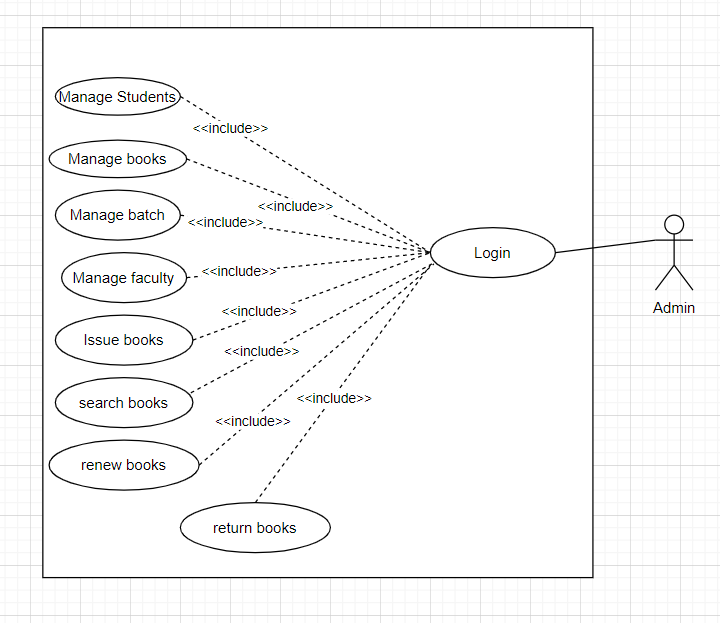 Manage Students
<<include>>
Manage books
<<include>>
Manage batch
<<include>>
Login
Manage faculty
<<include>>
Admin
<<include>>
Issue books
<<include>>
search books
<<include>>
<<include>>
renew books
return books